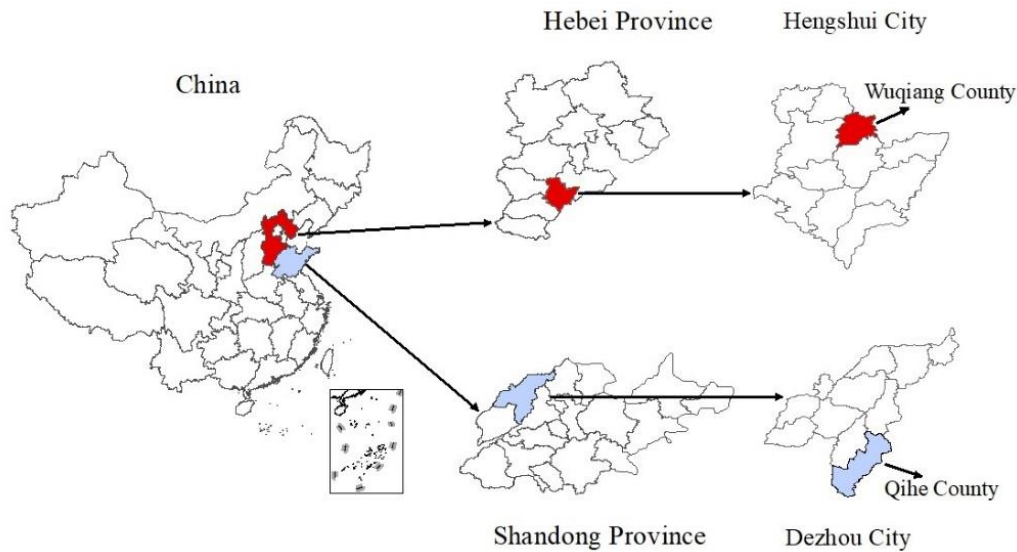 Hebei Province
Hengshui City
China
Wuqiang County
Qihe County
Shandong Province
Dezhou City